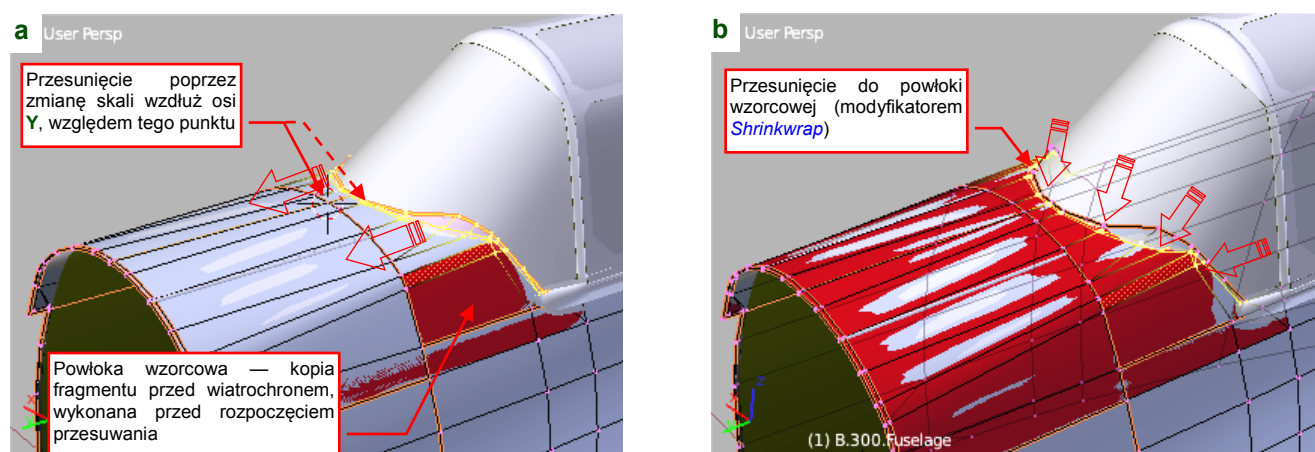 a
User Persp
Przesunięcie poprzez
zmianę skali wzdłuż osi
Y, względem tego punktu
Powłoka wzorcowa — kopia
fragmentu przed wiatrochronem,
wykonana przed rozpoczęciem
przesuwania
x
y
b
User Persp
Przesunięcie do powłoki
wzorcowej (modyfikatorem
Shrinkwrap)
z
x
y
(1) B.300.Fuselage